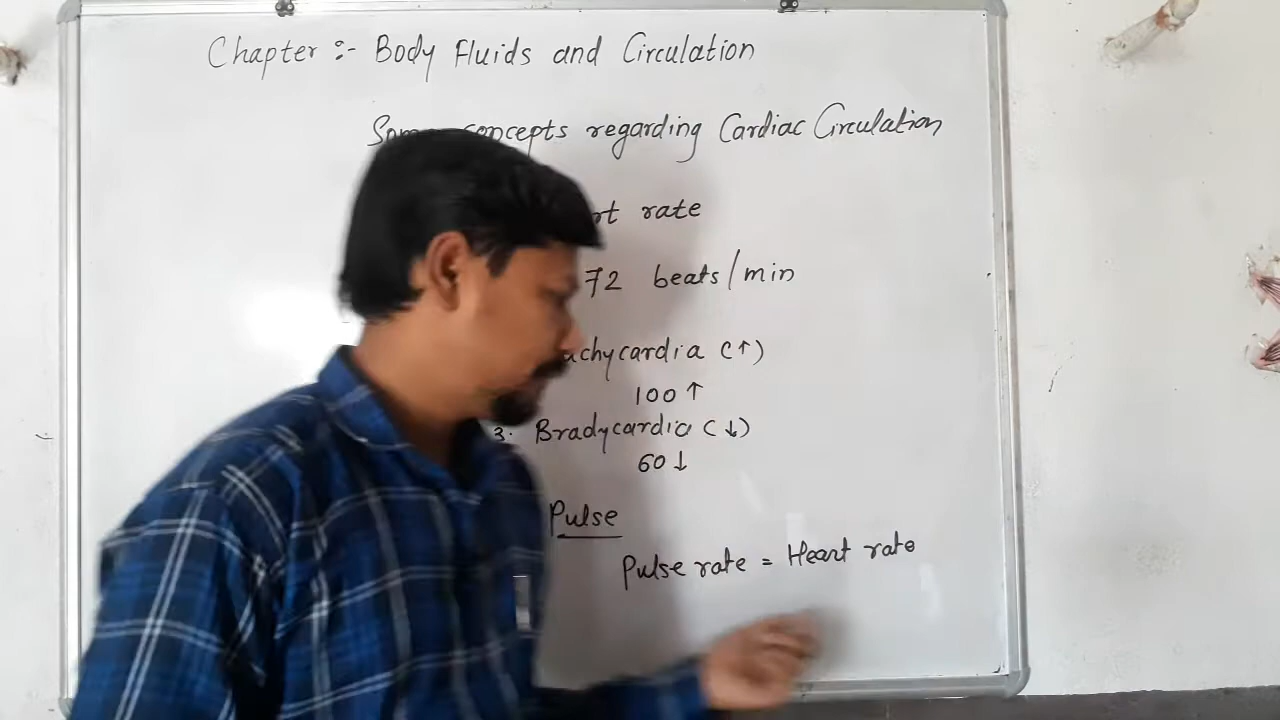 Chapter :- Body Fluids and Circulation
concepts regarding Cardiac Circulation
rate
72 beats/min
(↑)
100 ↑
3. Bradycardia (↓)
60 ↓
Pulse
Pulse rate = Heart rate